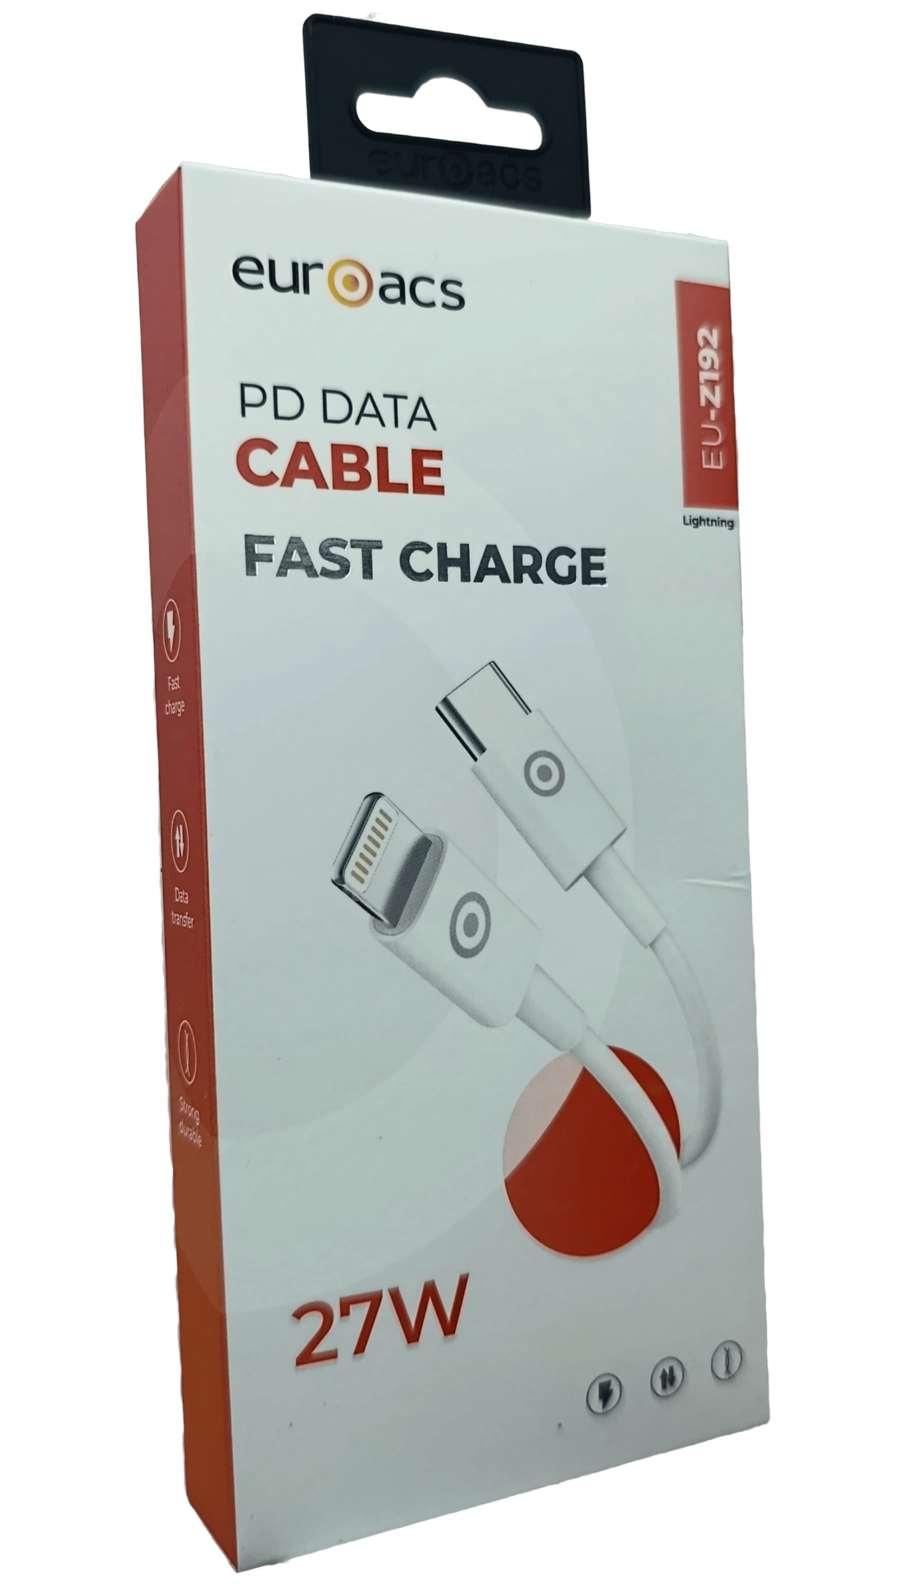 euroacs
euroacs
PD DATA
CABLE
FAST CHARGE
EU-Z192
Lightning
Fast
charge
Data
transfer
Strong
durable
27W